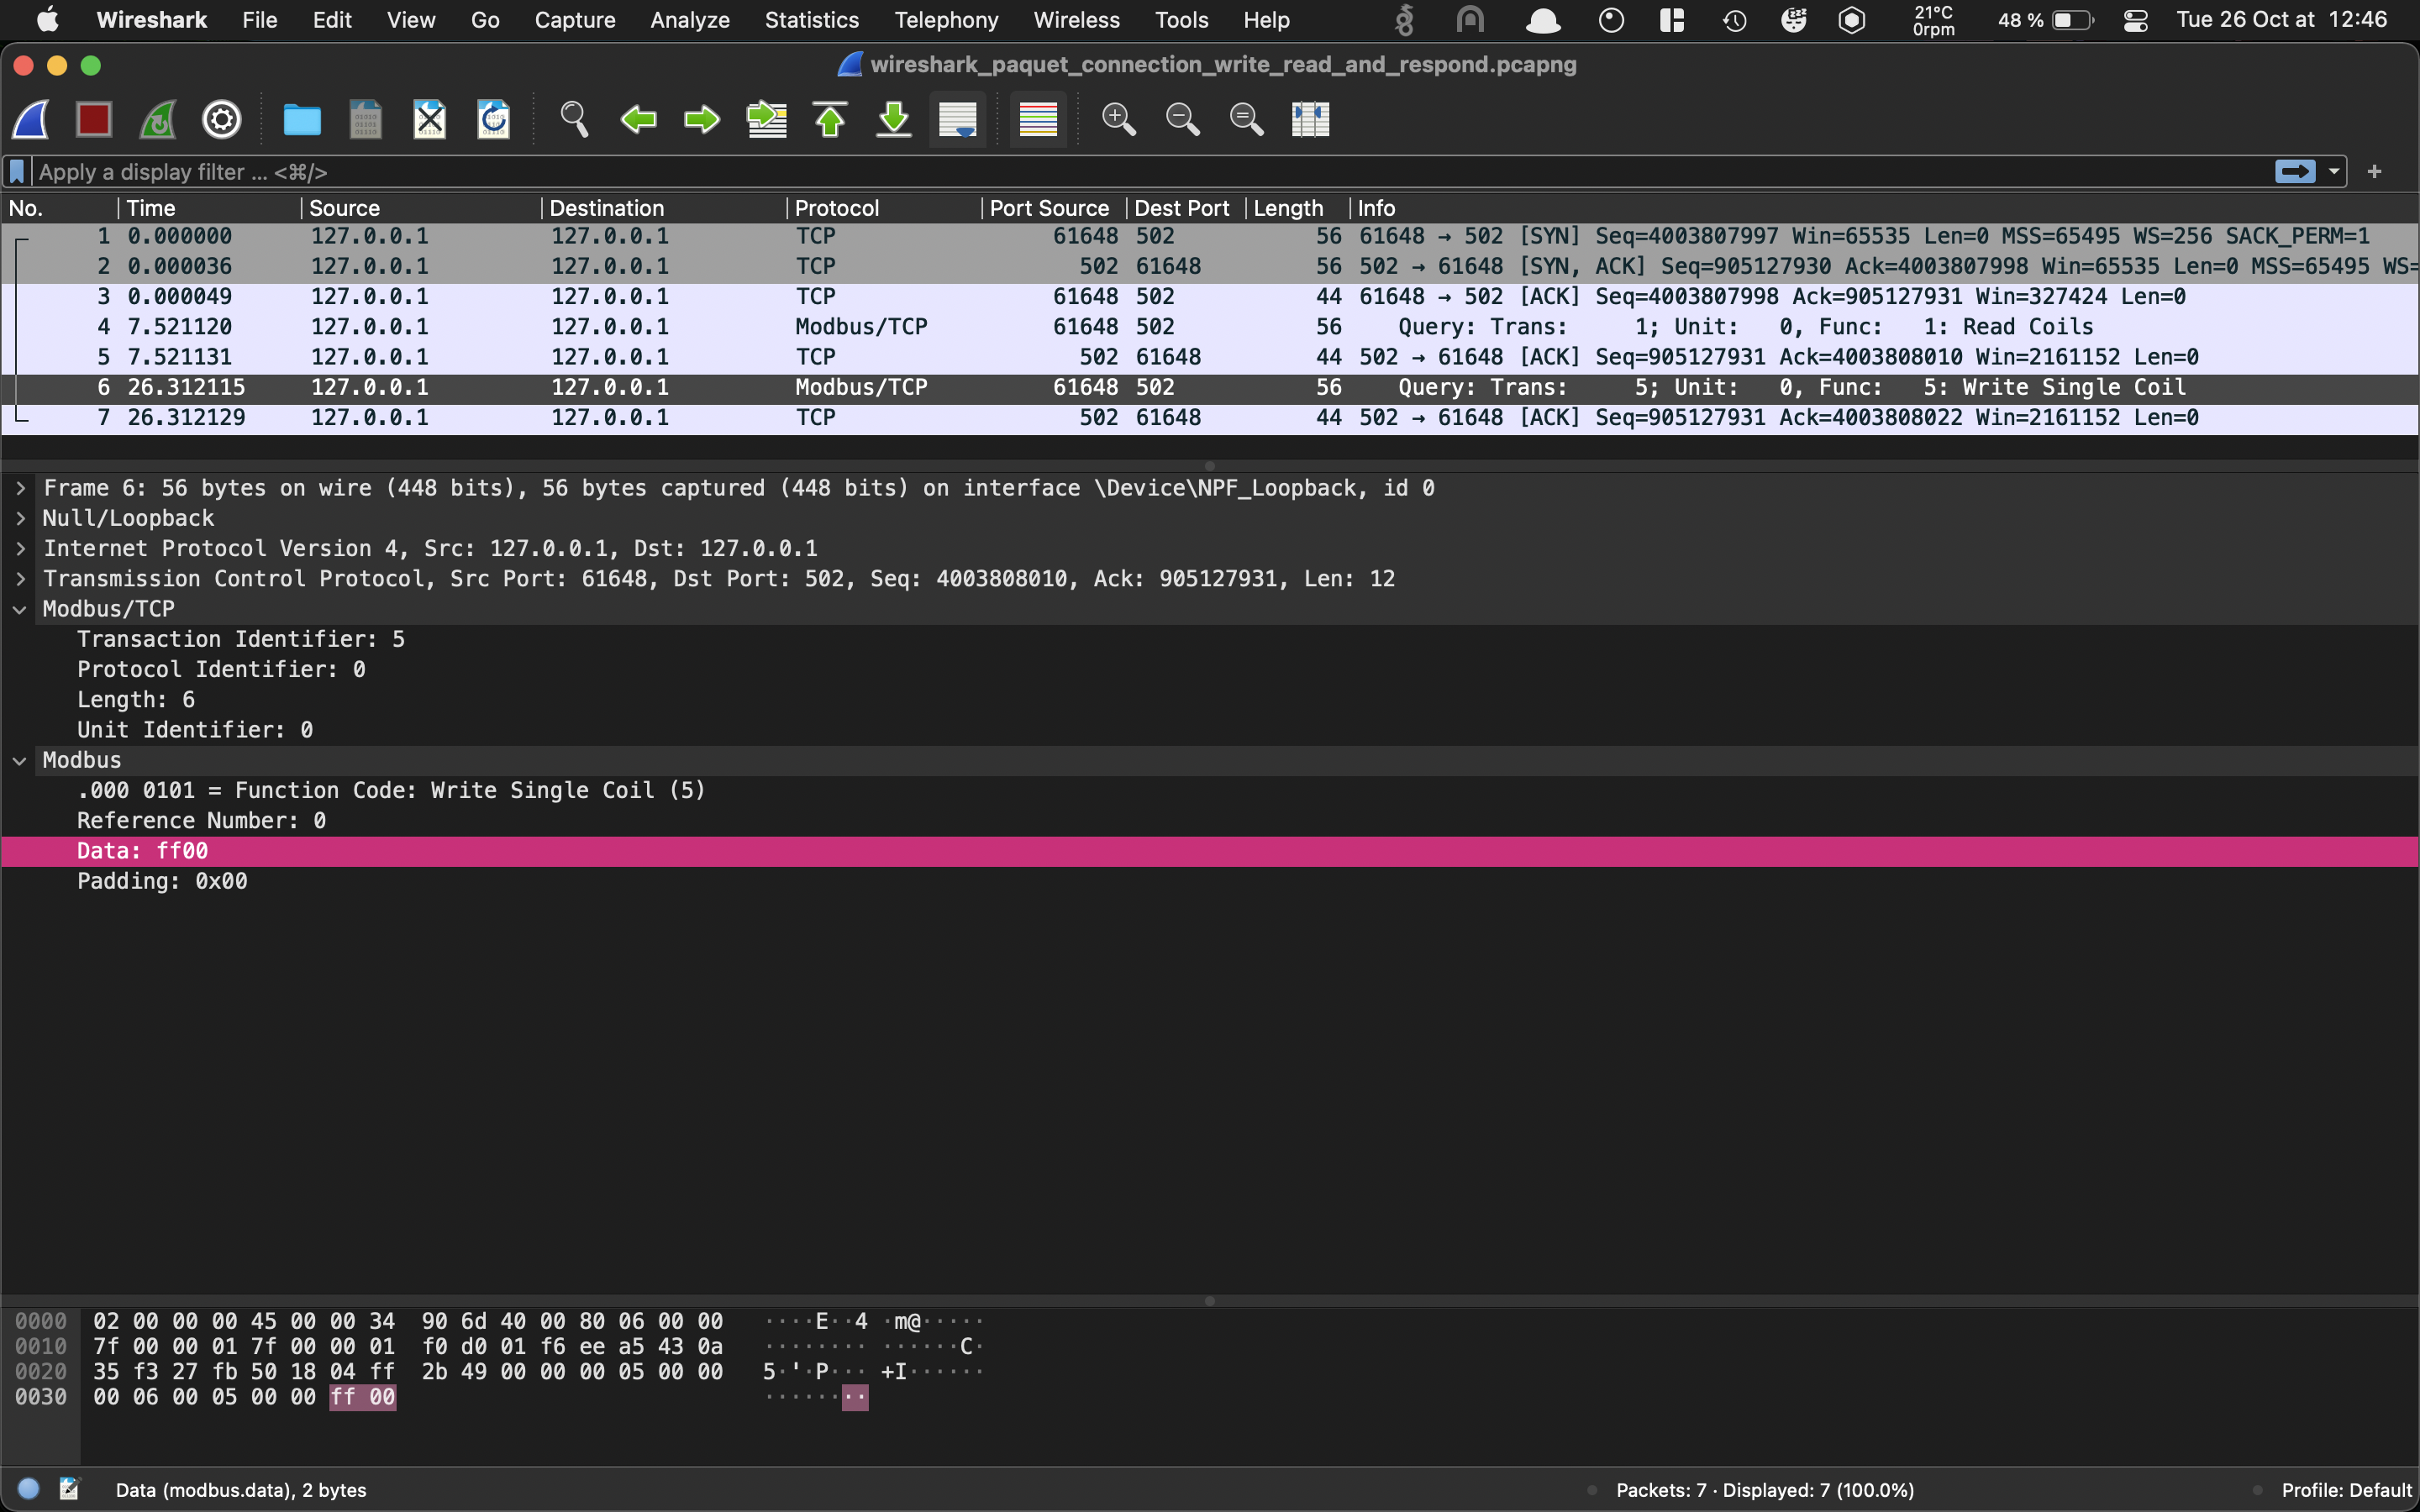 Wireshark File Edit View Go Capture Analyze Statistics Telephony Wireless Tools Help 21°C 0rpm 48 % Tue 26 Oct at 12:46
wireshark_paquet_connection_write_read_and_respond.pcapng
Apply a display filter ... <⌘/>
No. Time Source Destination Protocol Port Source Dest Port Length Info
1 0.000000 127.0.0.1 127.0.0.1 TCP 61648 502 56 61648 → 502 [SYN] Seq=4003807997 Win=65535 Len=0 MSS=65495 WS=256 SACK_PERM=1
2 0.000036 127.0.0.1 127.0.0.1 TCP 502 61648 56 502 → 61648 [SYN, ACK] Seq=905127930 Ack=4003807998 Win=65535 Len=0 MSS=65495 WS=
3 0.000049 127.0.0.1 127.0.0.1 TCP 61648 502 44 61648 → 502 [ACK] Seq=4003807998 Ack=905127931 Win=327424 Len=0
4 7.521120 127.0.0.1 127.0.0.1 Modbus/TCP 61648 502 56 Query: Trans: 1; Unit: 0, Func: 1: Read Coils
5 7.521131 127.0.0.1 127.0.0.1 TCP 502 61648 44 502 → 61648 [ACK] Seq=905127931 Ack=4003808010 Win=2161152 Len=0
6 26.312115 127.0.0.1 127.0.0.1 Modbus/TCP 61648 502 56 Query: Trans: 5; Unit: 0, Func: 5: Write Single Coil
7 26.312129 127.0.0.1 127.0.0.1 TCP 502 61648 44 502 → 61648 [ACK] Seq=905127931 Ack=4003808022 Win=2161152 Len=0
Frame 6: 56 bytes on wire (448 bits), 56 bytes captured (448 bits) on interface \Device\NPF_Loopback, id 0
Null/Loopback
Internet Protocol Version 4, Src: 127.0.0.1, Dst: 127.0.0.1
Transmission Control Protocol, Src Port: 61648, Dst Port: 502, Seq: 4003808010, Ack: 905127931, Len: 12
Modbus/TCP
Transaction Identifier: 5
Protocol Identifier: 0
Length: 6
Unit Identifier: 0
Modbus
.000 0101 = Function Code: Write Single Coil (5)
Reference Number: 0
Data: ff00
Padding: 0x00
0000 02 00 00 00 45 00 00 34 90 6d 40 00 80 06 00 00 ····E··4 ·m@·····
0010 7f 00 00 01 7f 00 00 01 f0 d0 01 f6 ee a5 43 0a ········ ······C·
0020 35 f3 27 fb 50 18 04 ff 2b 49 00 00 00 05 00 00 5·'·P··· +I······
0030 00 06 00 05 00 00 ff 00 ········
Data (modbus.data), 2 bytes Packets: 7 · Displayed: 7 (100.0%) Profile: Default